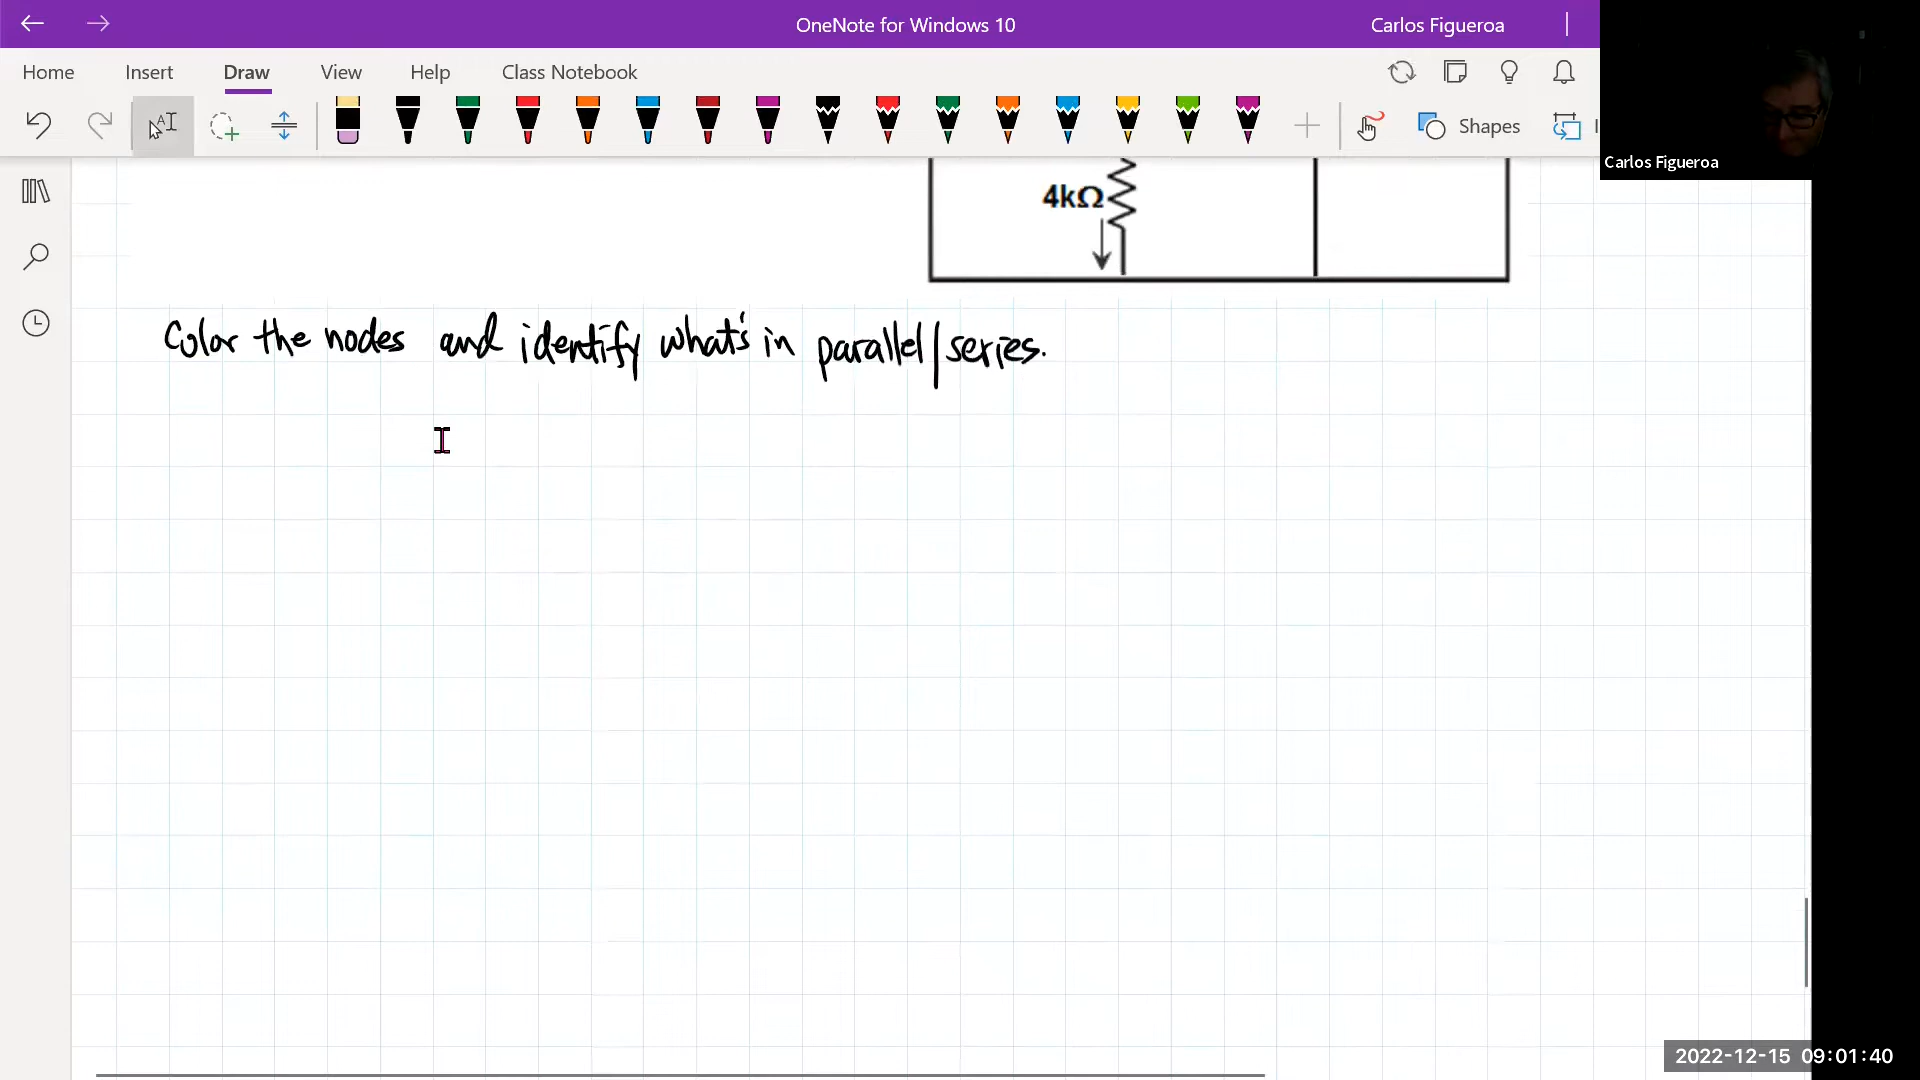 OneNote for Windows 10
Carlos Figueroa
Home Insert Draw View Help Class Notebook
Shapes
Carlos Figueroa
4kΩ
Color the nodes and identify what's in parallel/series.
2022-12-15 09:01:40